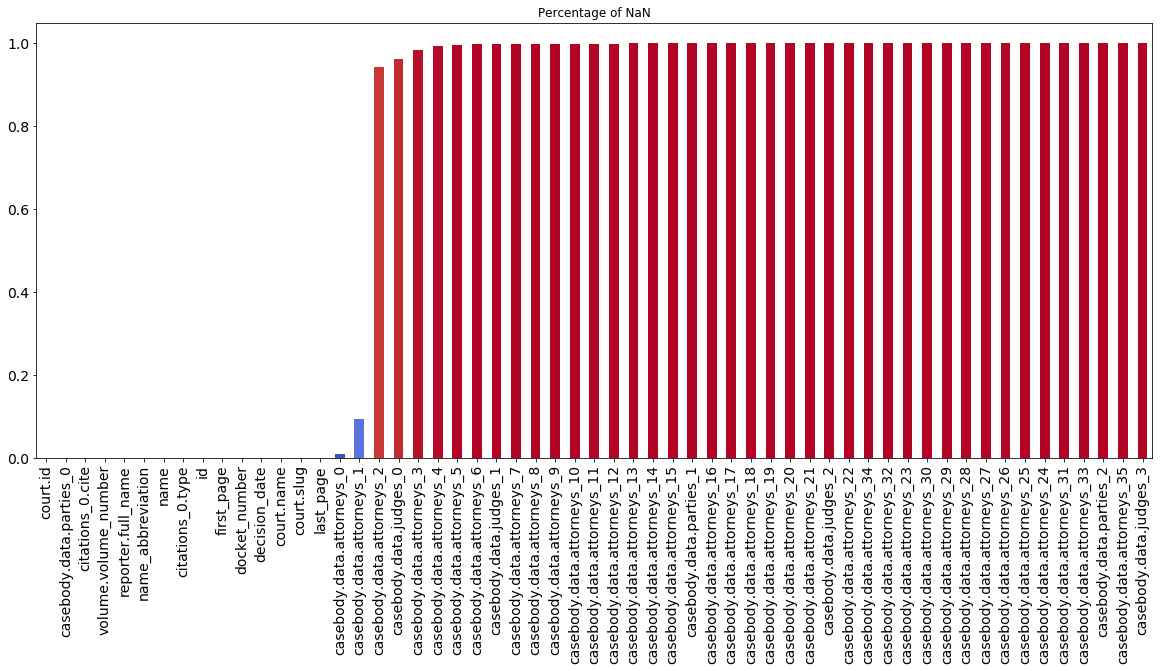 Percentage of NaN
1.0
0.8
0.6
0.4
0.2
0.0
court.id
casebody.data.parties_0
citations_0.cite
volume.volume_number
reporter.full_name
name_abbreviation
name
citations_0.type
id
first_page
docket_number
decision_date
court.name
court.slug
last_page
casebody.data.attorneys_0
casebody.data.attorneys_1
casebody.data.attorneys_2
casebody.data.judges_0
casebody.data.attorneys_3
casebody.data.attorneys_4
casebody.data.attorneys_5
casebody.data.attorneys_6
casebody.data.judges_1
casebody.data.attorneys_7
casebody.data.attorneys_8
casebody.data.attorneys_9
casebody.data.attorneys_10
casebody.data.attorneys_11
casebody.data.attorneys_12
casebody.data.attorneys_13
casebody.data.attorneys_14
casebody.data.attorneys_15
casebody.data.parties_1
casebody.data.attorneys_16
casebody.data.attorneys_17
casebody.data.attorneys_18
casebody.data.attorneys_19
casebody.data.attorneys_20
casebody.data.attorneys_21
casebody.data.judges_2
casebody.data.attorneys_22
casebody.data.attorneys_34
casebody.data.attorneys_32
casebody.data.attorneys_23
casebody.data.attorneys_30
casebody.data.attorneys_29
casebody.data.attorneys_28
casebody.data.attorneys_27
casebody.data.attorneys_26
casebody.data.attorneys_25
casebody.data.attorneys_24
casebody.data.attorneys_31
casebody.data.attorneys_33
casebody.data.parties_2
casebody.data.attorneys_35
casebody.data.judges_3